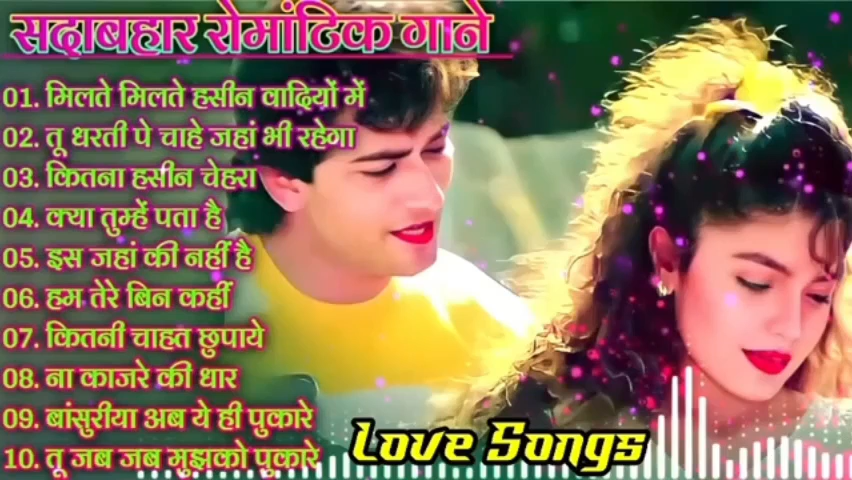 सदाबहार रोमांटिक गाने
01. मिलते मिलते हसीन वादियों में
02. तू धरती पे चाहे जहां भी रहेगा
03. कितना हसीन चेहरा
04. क्या तुम्हें पता है
05. इस जहां की नहीं है
06. हम तेरे बिन कहीं
07. कितनी चाहत छुपाये
08. ना काजरे की धार
09. बांसुरीया अब ये ही पुकारे
10. तू जब जब मुझको पुकारे
Love Songs